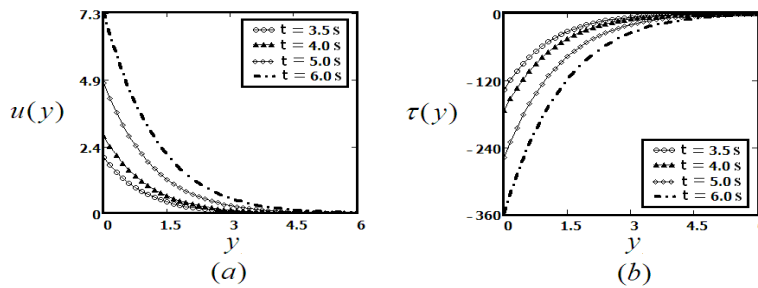 7.3
4.9
2.4
0
u(y)
t = 3.5 s
t = 4.0 s
t = 5.0 s
t = 6.0 s
0 1.5 3 4.5 6
y
(a)
0
-120
-240
-360
τ(y)
t = 3.5 s
t = 4.0 s
t = 5.0 s
t = 6.0 s
0 1.5 3 4.5 6
y
(b)